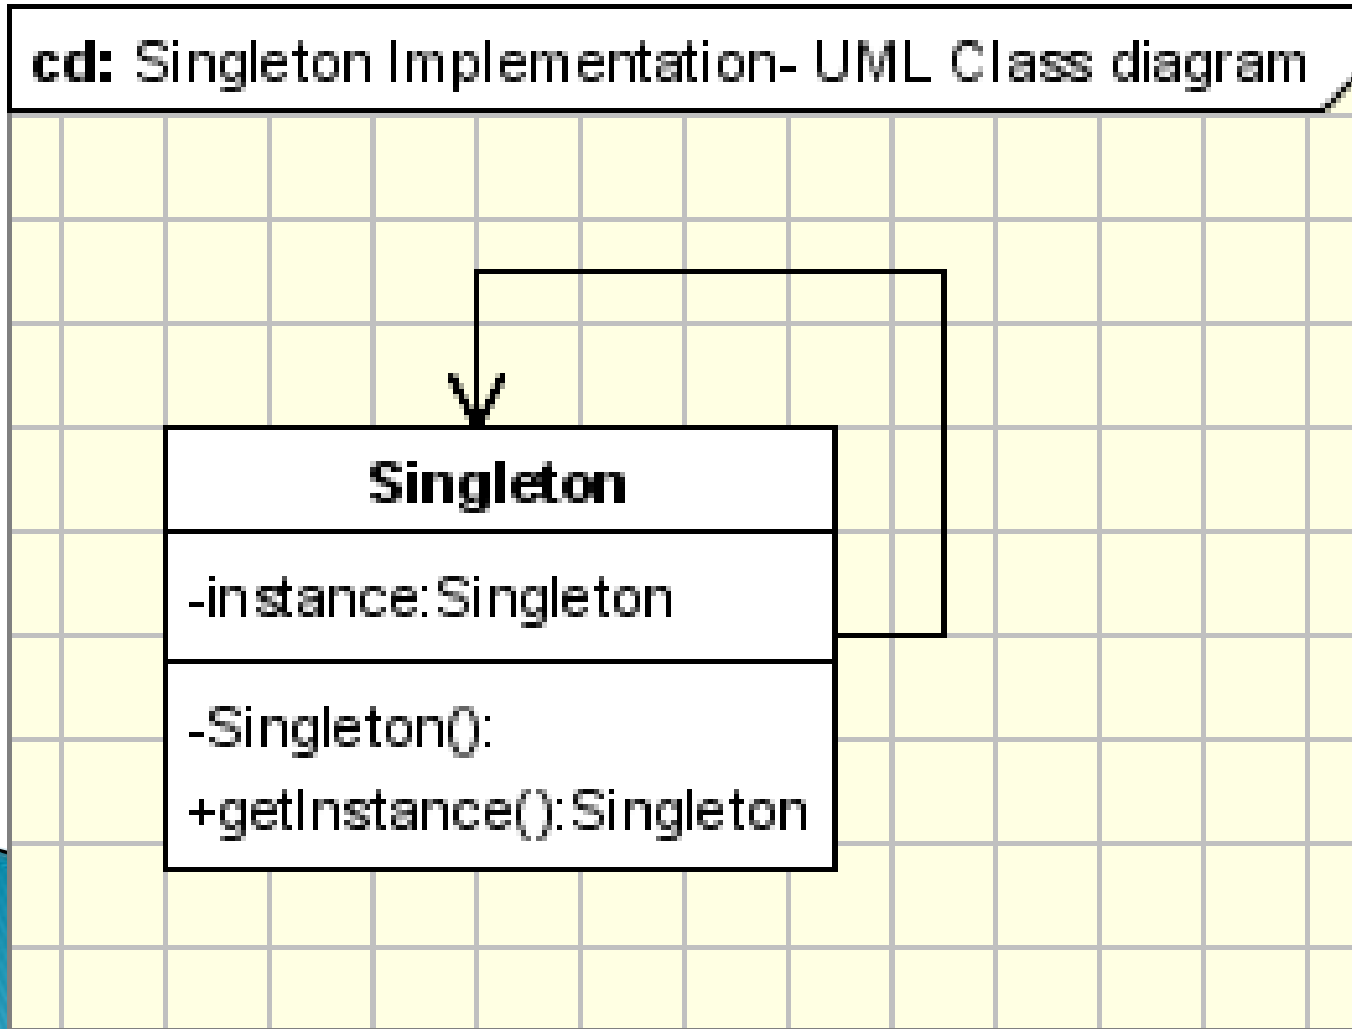 cd: Singleton Implementation- UML Class diagram
Singleton
-instance:Singleton
-Singleton():
+getInstance():Singleton